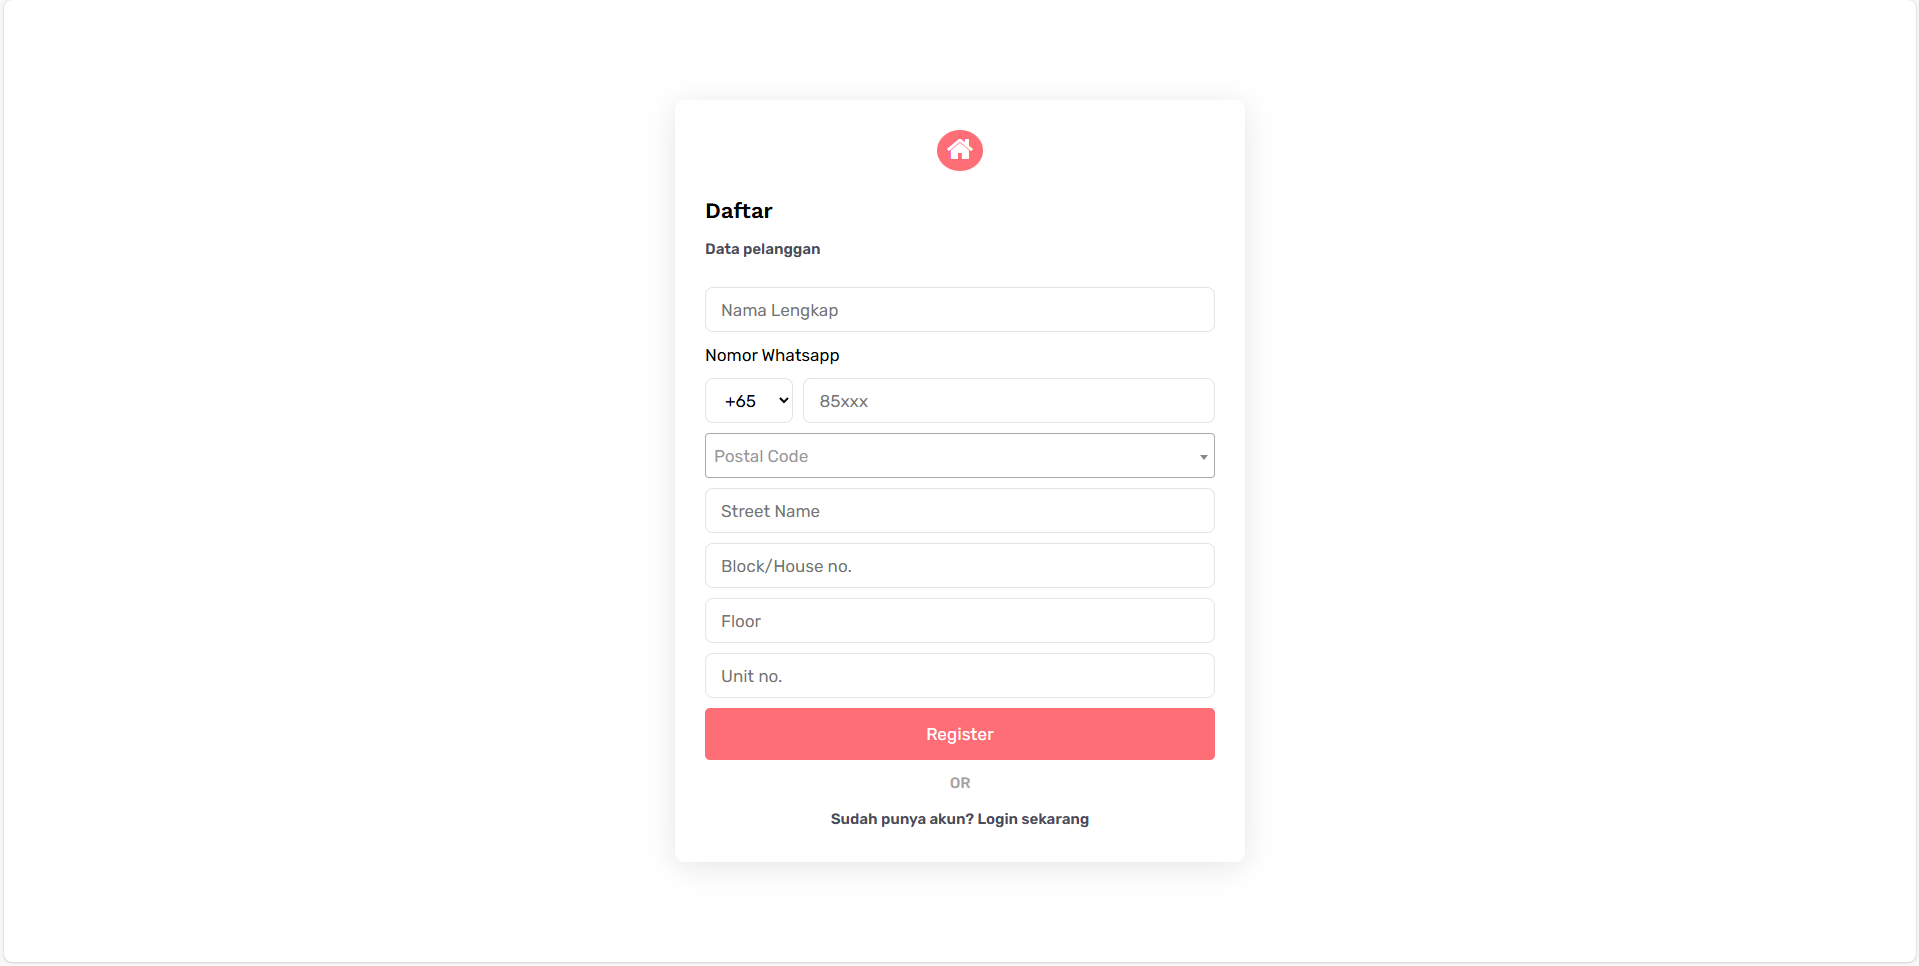 Daftar
Data pelanggan
Nama Lengkap
Nomor Whatsapp
+65 85xxx
Postal Code
Street Name
Block/House no.
Floor
Unit no.
Register
OR
Sudah punya akun? Login sekarang